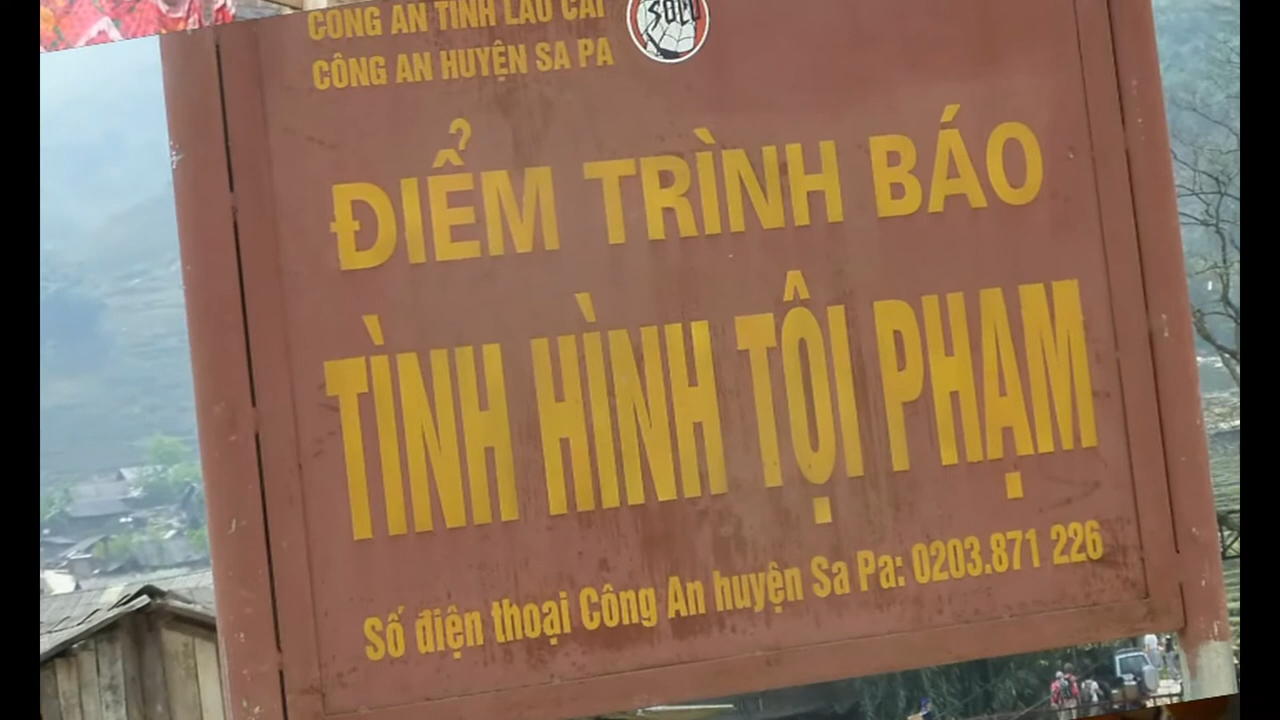 CÔNG AN TỈNH LÀO CAI
CÔNG AN HUYỆN SA PA
ĐIỂM TRÌNH BÁO
TÌNH HÌNH TỘI PHẠM
Số điện thoại Công An huyện Sa Pa: 0203.871 226